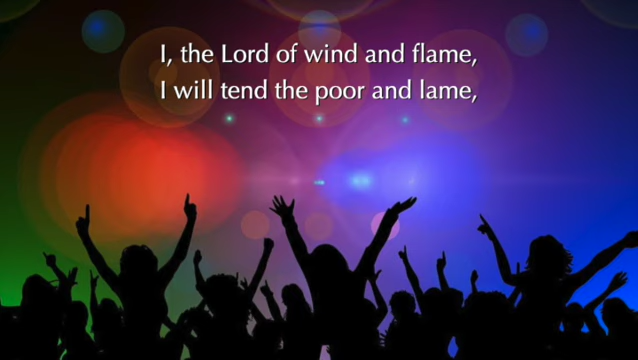 I, the Lord of wind and flame,
I will tend the poor and lame,